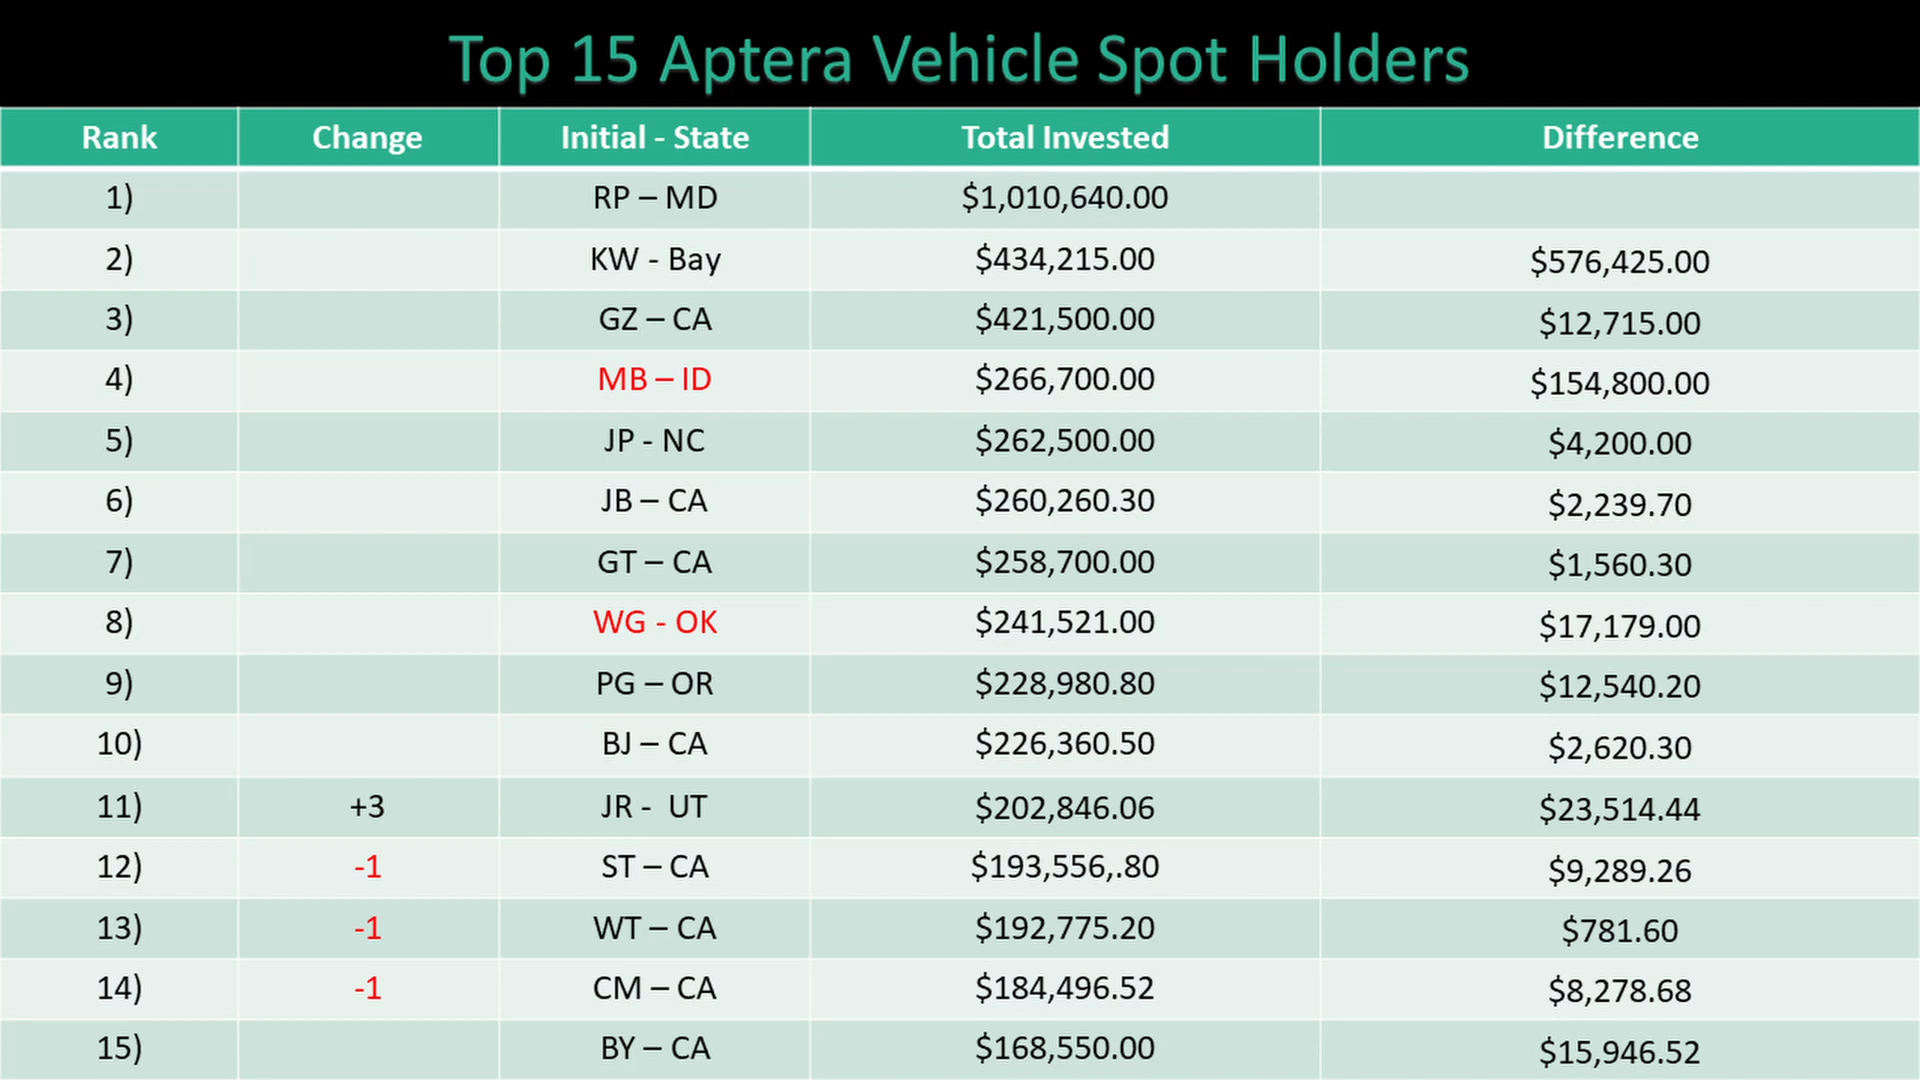 Top 15 Aptera Vehicle Spot Holders
Rank Change Initial - State Total Invested Difference
1) RP – MD $1,010,640.00
2) KW - Bay $434,215.00 $576,425.00
3) GZ – CA $421,500.00 $12,715.00
4) MB – ID $266,700.00 $154,800.00
5) JP - NC $262,500.00 $4,200.00
6) JB – CA $260,260.30 $2,239.70
7) GT – CA $258,700.00 $1,560.30
8) WG - OK $241,521.00 $17,179.00
9) PG – OR $228,980.80 $12,540.20
10) BJ – CA $226,360.50 $2,620.30
11) +3 JR -  UT $202,846.06 $23,514.44
12) -1 ST – CA $193,556,.80 $9,289.26
13) -1 WT – CA $192,775.20 $781.60
14) -1 CM – CA $184,496.52 $8,278.68
15) BY – CA $168,550.00 $15,946.52